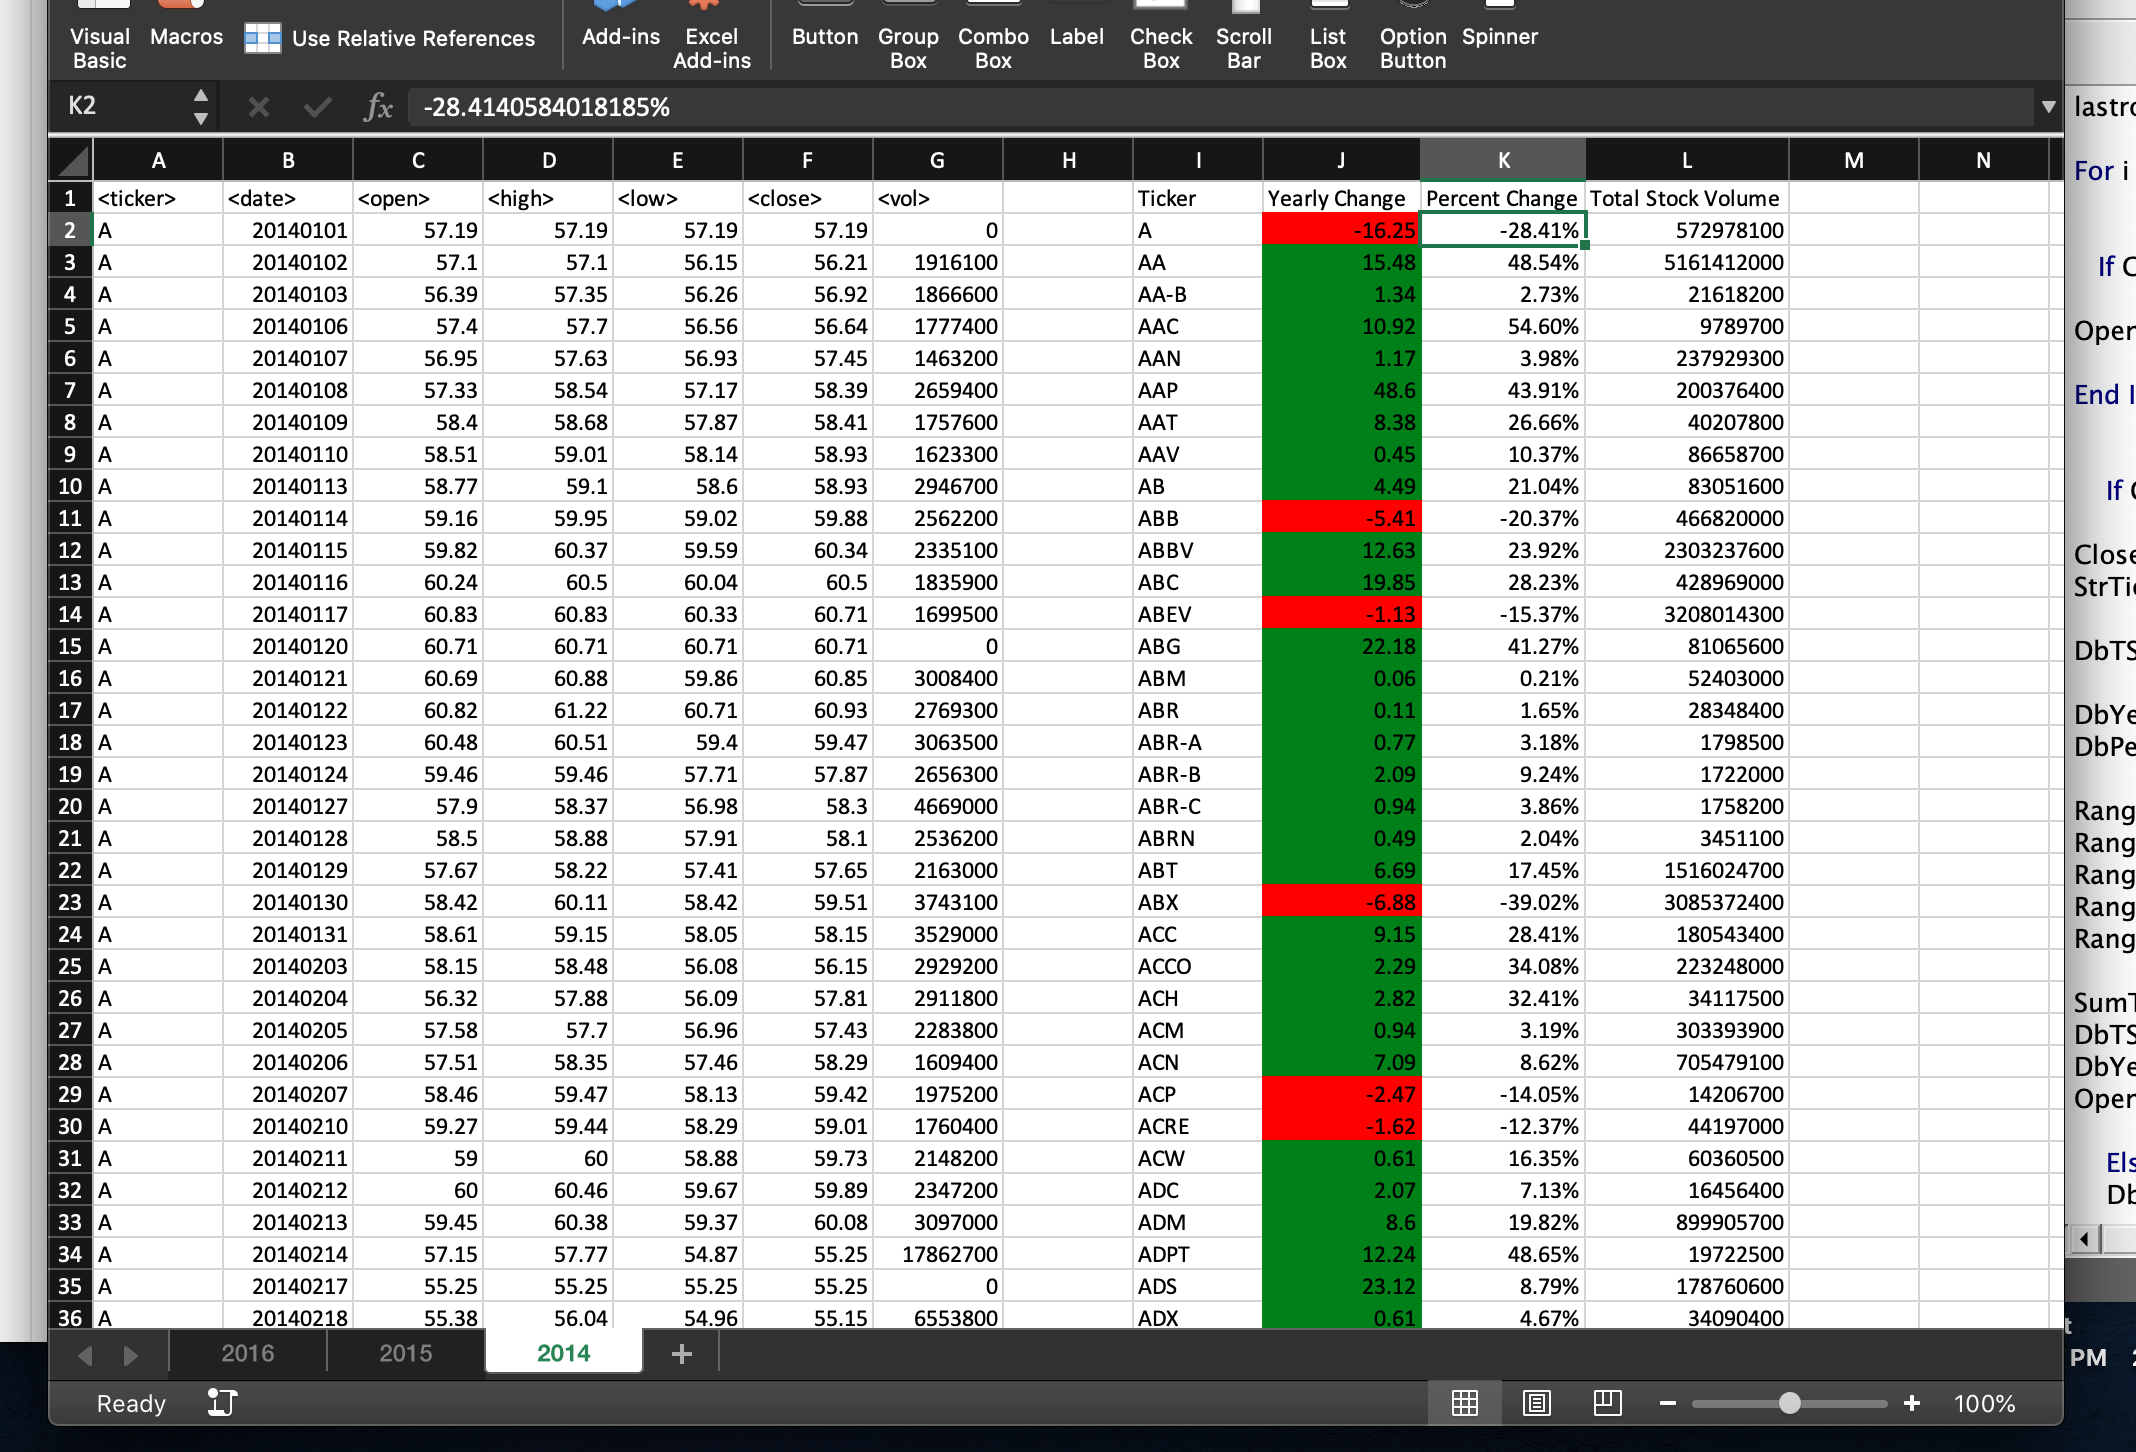 Visual Basic Macros Use Relative References Add-ins Excel Add-ins Button Group Box Combo Box Label Check Box Scroll Bar List Box Option Button Spinner
K2 fx -28.4140584018185%
A B C D E F G H I J K L M N
1 <ticker> <date> <open> <high> <low> <close> <vol> Ticker Yearly Change Percent Change Total Stock Volume
2 A 20140101 57.19 57.19 57.19 57.19 0 A -16.25 -28.41% 572978100
3 A 20140102 57.1 57.1 56.15 56.21 1916100 AA 15.48 48.54% 5161412000
4 A 20140103 56.39 57.35 56.26 56.92 1866600 AA-B 1.34 2.73% 21618200
5 A 20140106 57.4 57.7 56.56 56.64 1777400 AAC 10.92 54.60% 9789700
6 A 20140107 56.95 57.63 56.93 57.45 1463200 AAN 1.17 3.98% 237929300
7 A 20140108 57.33 58.54 57.17 58.39 2659400 AAP 48.6 43.91% 200376400
8 A 20140109 58.4 58.68 57.87 58.41 1757600 AAT 8.38 26.66% 40207800
9 A 20140110 58.51 59.01 58.14 58.93 1623300 AAV 0.45 10.37% 86658700
10 A 20140113 58.77 59.1 58.6 58.93 2946700 AB 4.49 21.04% 83051600
11 A 20140114 59.16 59.95 59.02 59.88 2562200 ABB -5.41 -20.37% 466820000
12 A 20140115 59.82 60.37 59.59 60.34 2335100 ABBV 12.63 23.92% 2303237600
13 A 20140116 60.24 60.5 60.04 60.5 1835900 ABC 19.85 28.23% 428969000
14 A 20140117 60.83 60.83 60.33 60.71 1699500 ABEV -1.13 -15.37% 3208014300
15 A 20140120 60.71 60.71 60.71 60.71 0 ABG 22.18 41.27% 81065600
16 A 20140121 60.69 60.88 59.86 60.85 3008400 ABM 0.06 0.21% 52403000
17 A 20140122 60.82 61.22 60.71 60.93 2769300 ABR 0.11 1.65% 28348400
18 A 20140123 60.48 60.51 59.4 59.47 3063500 ABR-A 0.77 3.18% 1798500
19 A 20140124 59.46 59.46 57.71 57.87 2656300 ABR-B 2.09 9.24% 1722000
20 A 20140127 57.9 58.37 56.98 58.3 4669000 ABR-C 0.94 3.86% 1758200
21 A 20140128 58.5 58.88 57.91 58.1 2536200 ABRN 0.49 2.04% 3451100
22 A 20140129 57.67 58.22 57.41 57.65 2163000 ABT 6.69 17.45% 1516024700
23 A 20140130 58.42 60.11 58.42 59.51 3743100 ABX -6.88 -39.02% 3085372400
24 A 20140131 58.61 59.15 58.05 58.15 3529000 ACC 9.15 28.41% 180543400
25 A 20140203 58.15 58.48 56.08 56.15 2929200 ACCO 2.29 34.08% 223248000
26 A 20140204 56.32 57.88 56.09 57.81 2911800 ACH 2.82 32.41% 34117500
27 A 20140205 57.58 57.7 56.96 57.43 2283800 ACM 0.94 3.19% 303393900
28 A 20140206 57.51 58.35 57.46 58.29 1609400 ACN 7.09 8.62% 705479100
29 A 20140207 58.46 59.47 58.13 59.42 1975200 ACP -2.47 -14.05% 14206700
30 A 20140210 59.27 59.44 58.29 59.01 1760400 ACRE -1.62 -12.37% 44197000
31 A 20140211 59 60 58.88 59.73 2148200 ACW 0.61 16.35% 60360500
32 A 20140212 60 60.46 59.67 59.89 2347200 ADC 2.07 7.13% 16456400
33 A 20140213 59.45 60.38 59.37 60.08 3097000 ADM 8.6 19.82% 899905700
34 A 20140214 57.15 57.77 54.87 55.25 17862700 ADPT 12.24 48.65% 19722500
35 A 20140217 55.25 55.25 55.25 55.25 0 ADS 23.12 8.79% 178760600
36 A 20140218 55.38 56.04 54.96 55.15 6553800 ADX 0.61 4.67% 34090400
2016 2015 2014 +
Ready 100%
For i
If
End
If
PM